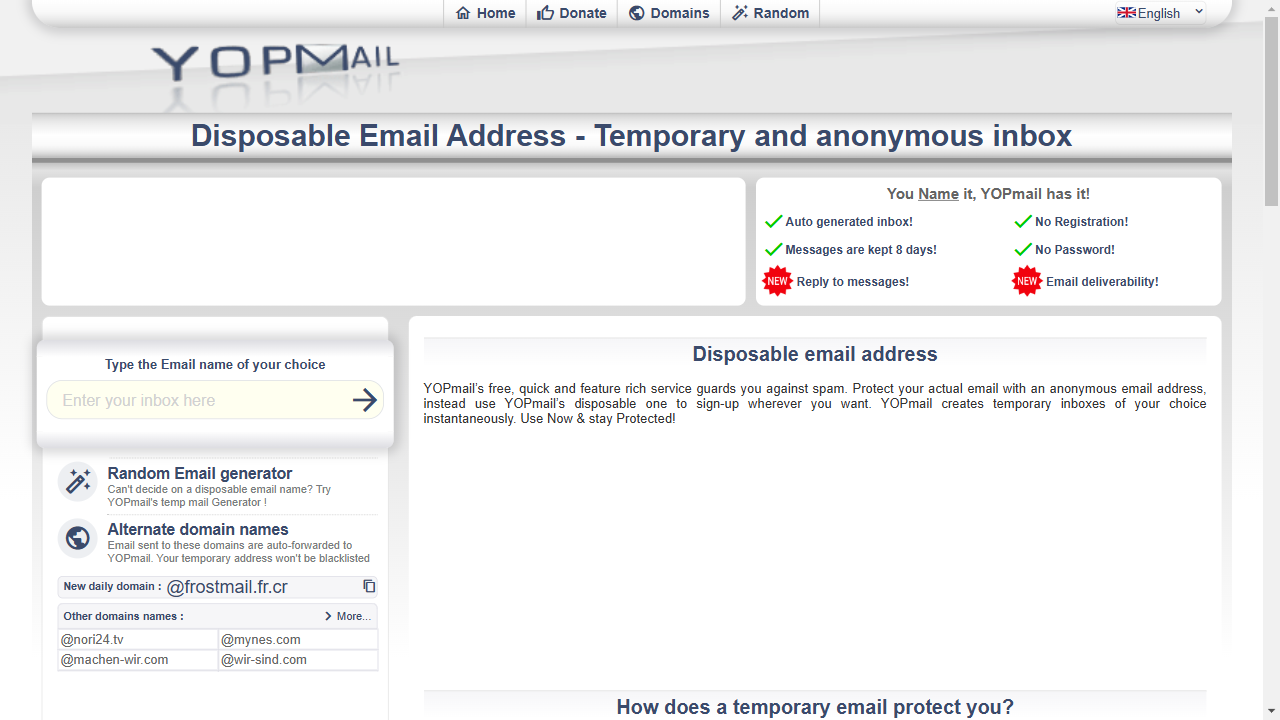 Home
Donate
Domains
Random
English
YOPMAIL
Disposable Email Address - Temporary and anonymous inbox
You Name it, YOPmail has it!
Auto generated inbox!
No Registration!
Messages are kept 8 days!
No Password!
NEW Reply to messages!
NEW Email deliverability!
Type the Email name of your choice
Enter your inbox here
Random Email generator
Can't decide on a disposable email name? Try
YOPmail's temp mail Generator !
Alternate domain names
Email sent to these domains are auto-forwarded to
YOPmail. Your temporary address won't be blacklisted
New daily domain : @frostmail.fr.cr
Other domains names :
More...
@nori24.tv
@mynes.com
@machen-wir.com
@wir-sind.com
Disposable email address
YOPmail's free, quick and feature rich service guards you against spam. Protect your actual email with an anonymous email address,
instead use YOPmail's disposable one to sign-up wherever you want. YOPmail creates temporary inboxes of your choice
instantaneously. Use Now & stay Protected!
How does a temporary email protect you?